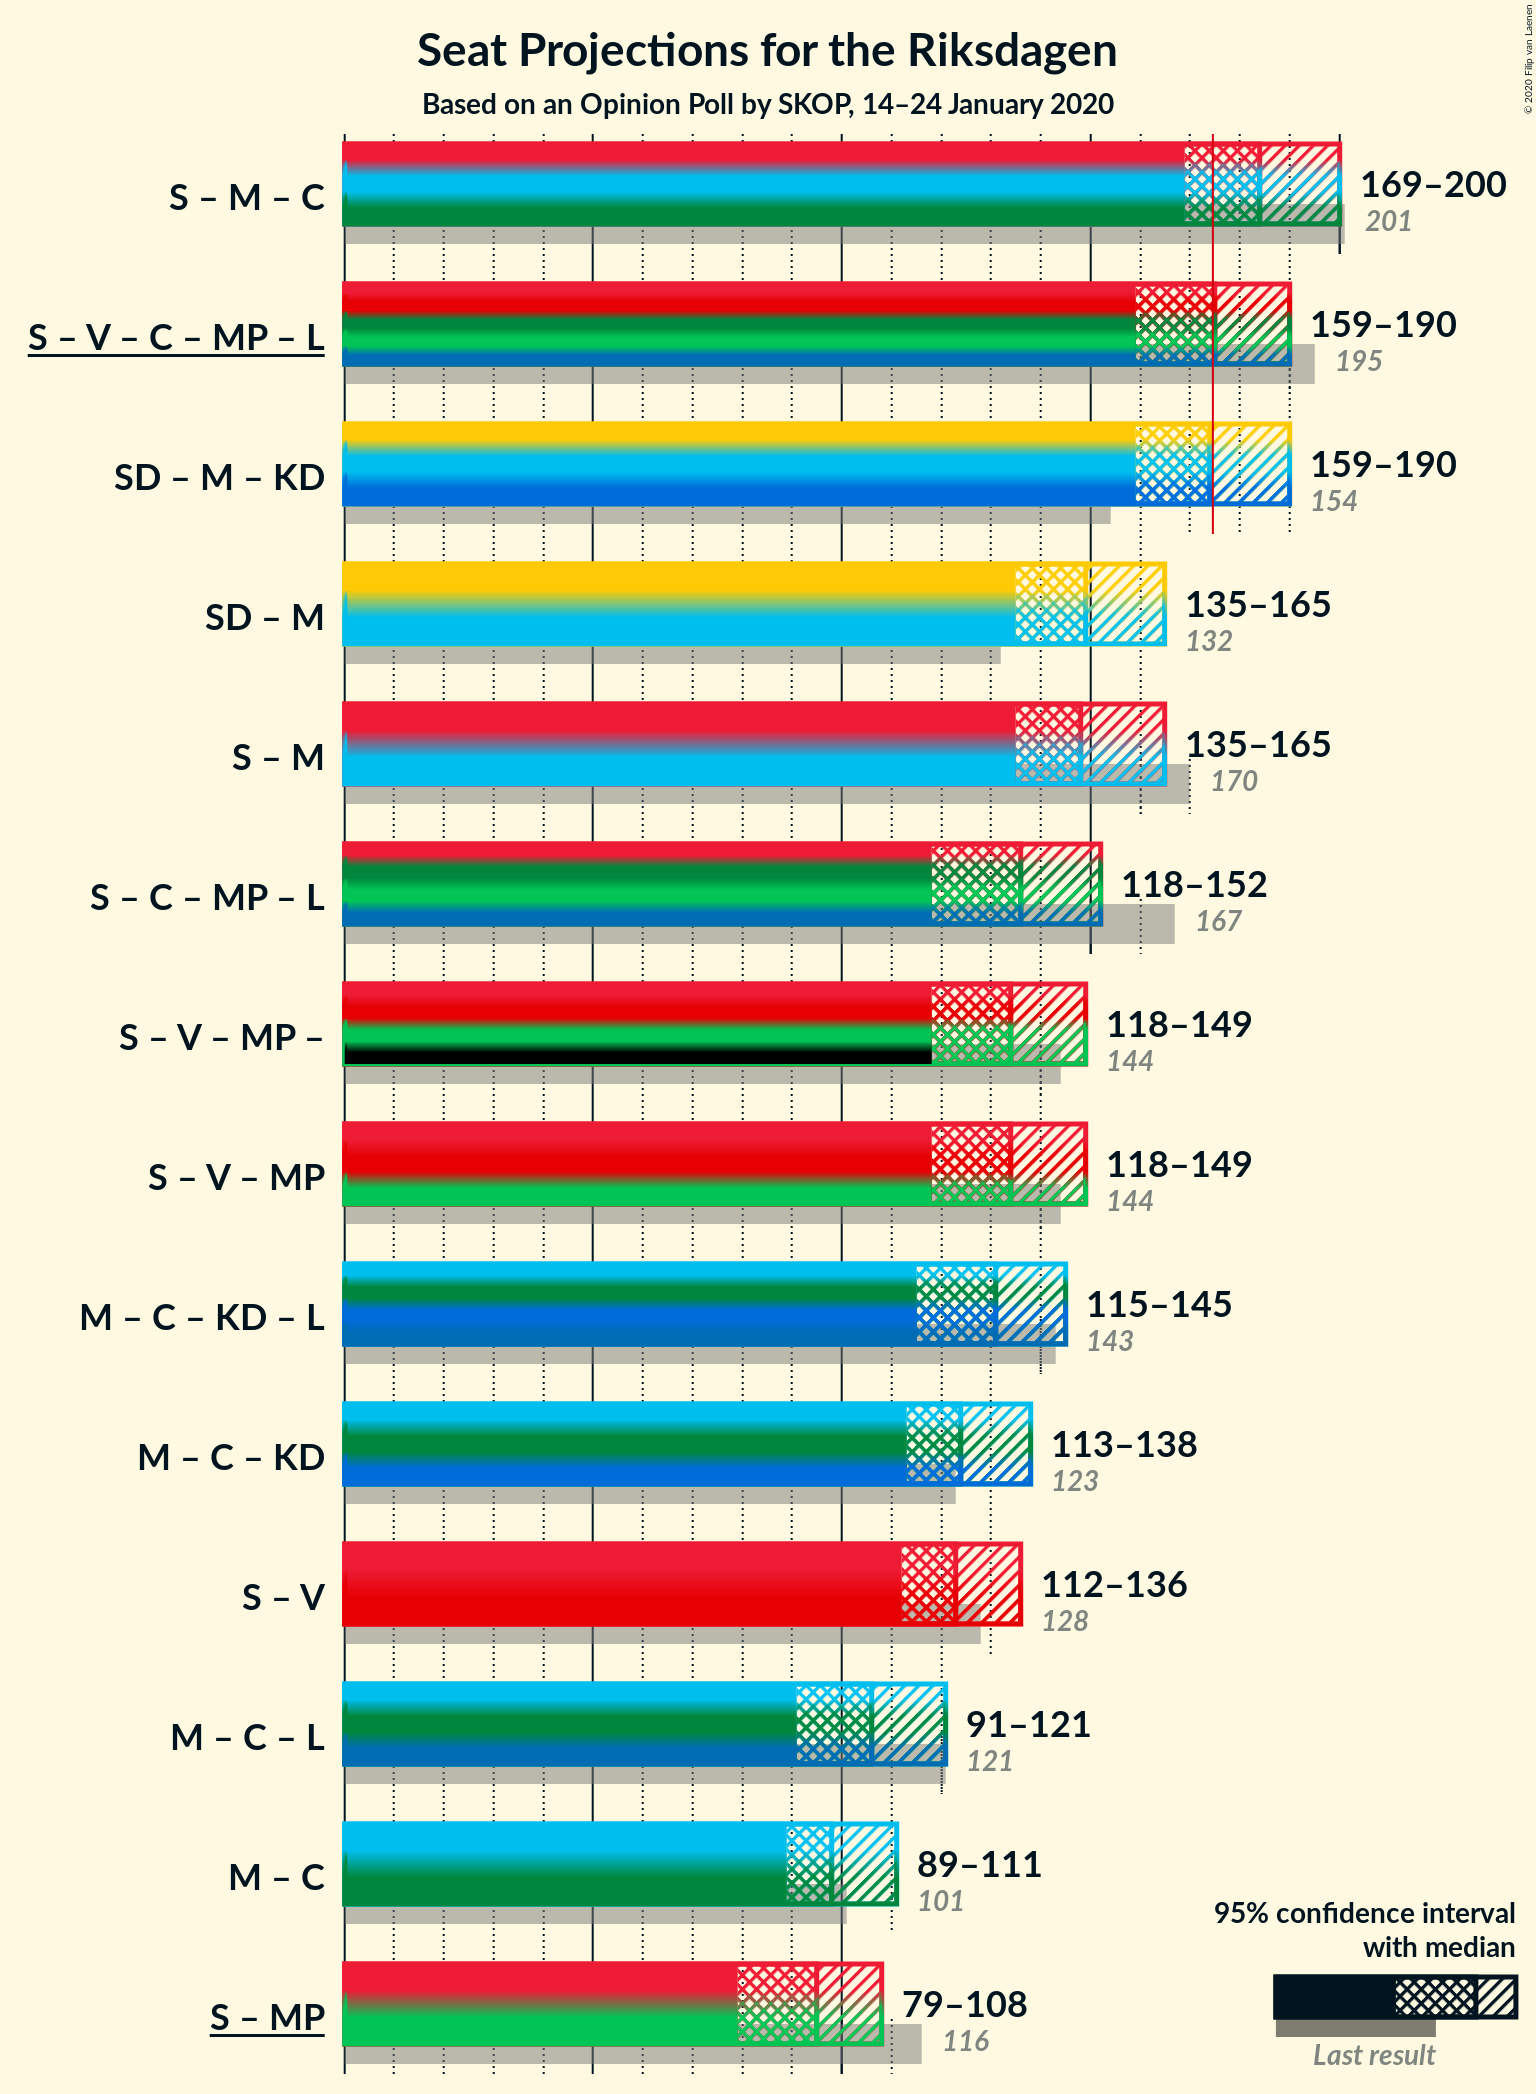 Seat Projections for the Riksdagen
Based on an Opinion Poll by SKOP, 14–24 January 2020
© 2020 Filip van Laenen
S – M – C
169–200
201
S – V – C – MP – L
159–190
195
SD – M – KD
159–190
154
SD – M
135–165
132
S – M
135–165
170
S – C – MP – L
118–152
167
S – V – MP –
118–149
144
S – V – MP
118–149
144
M – C – KD – L
115–145
143
M – C – KD
113–138
123
S – V
112–136
128
M – C – L
91–121
121
M – C
89–111
101
S – MP
79–108
116
95% confidence interval
with median
Last result